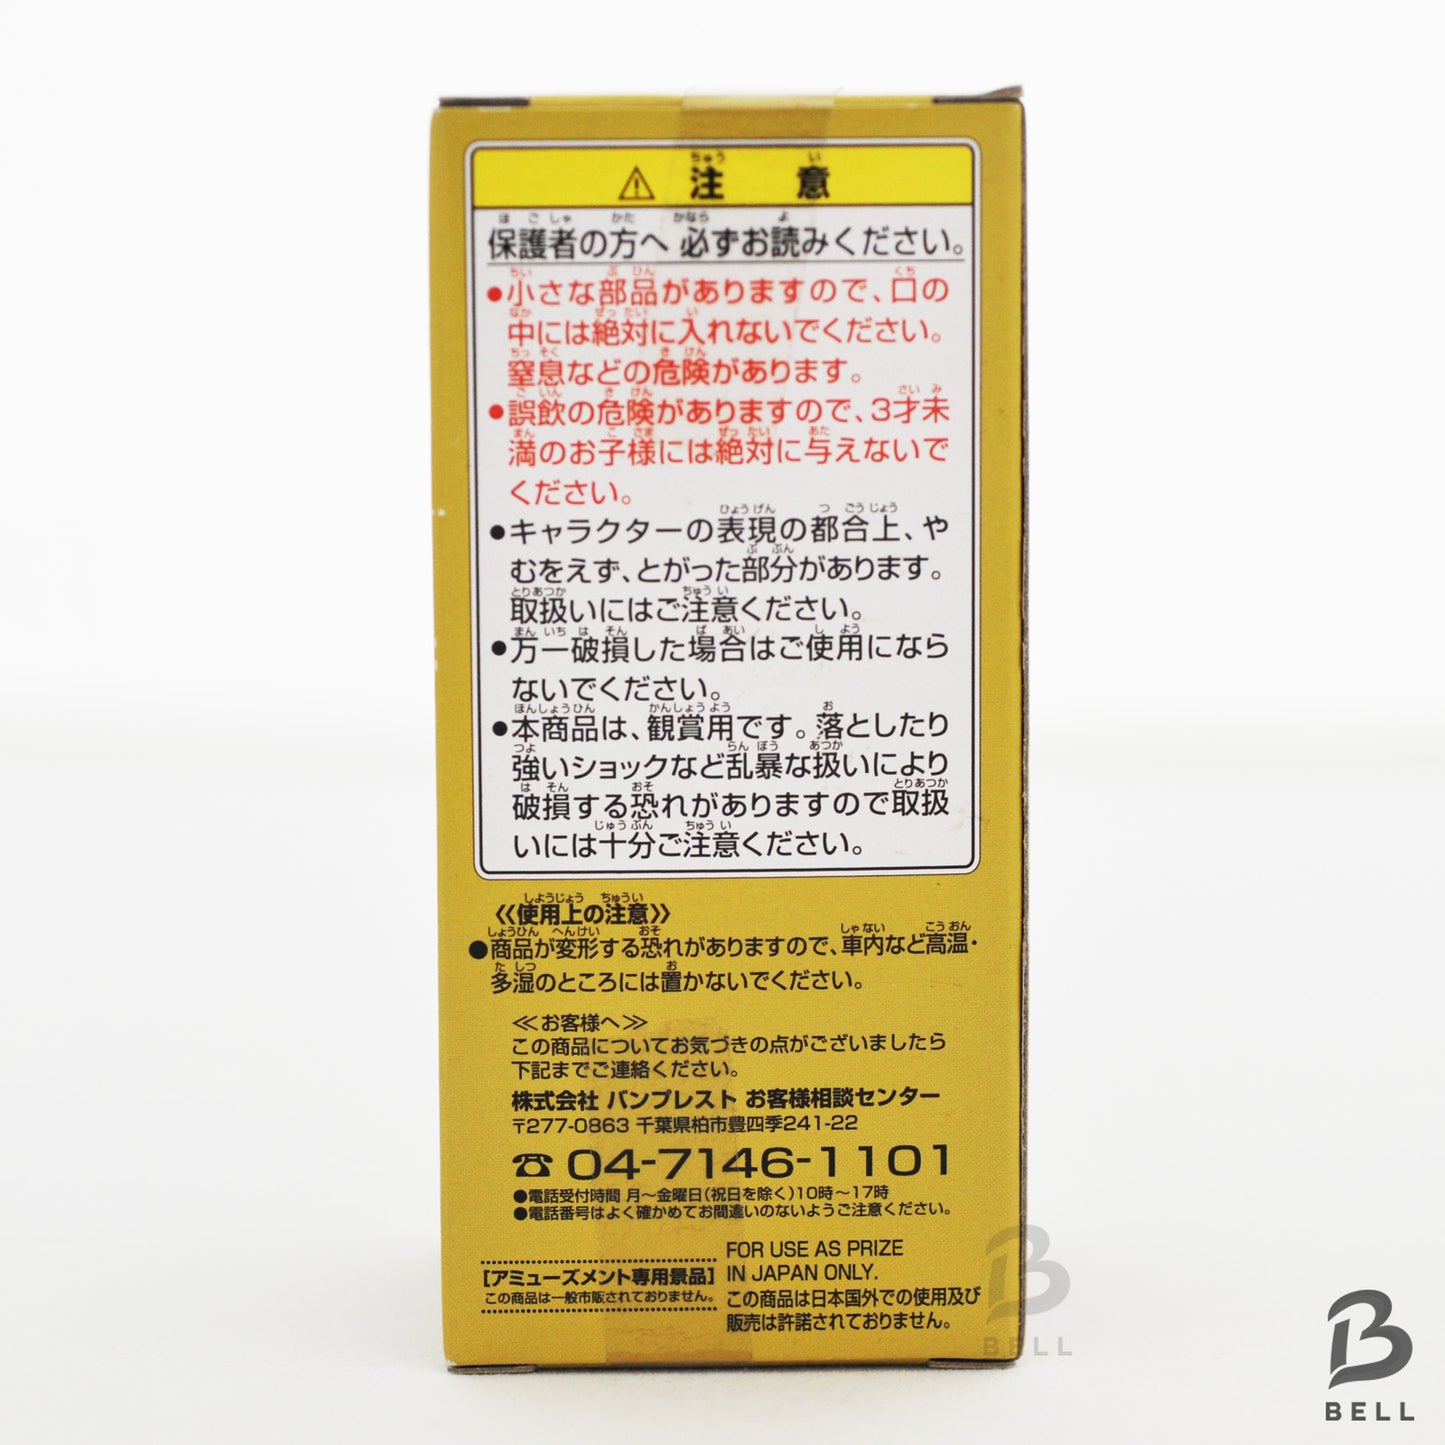 ⚠ 注意
保護者の方へ 必ずお読みください。
●小さな部品がありますので、口の
中には絶対に入れないでください。
窒息などの危険があります。
●誤飲の危険がありますので、3才未
満のお子様には絶対に与えないで
ください。
●キャラクターの表現の都合上、や
むをえず、とがった部分があります。
取扱いにはご注意ください。
●万一破損した場合はご使用になら
ないでください。
●本商品は、観賞用です。落としたり
強いショックなど乱暴な扱いにより
破損する恐れがありますので取扱
いには十分ご注意ください。
《使用上の注意》
●商品が変形する恐れがありますので、車内など高温・
多湿のところには置かないでください。
≪お客様へ≫
この商品についてお気づきの点がございましたら
下記までご連絡ください。
株式会社 バンプレスト お客様相談センター
〒277-0863 千葉県柏市豊四季241-22
☎ 04-7146-1101
●電話受付時間 月～金曜日(祝日を除く)10時～17時
●電話番号はよく確かめてお間違いのないようご注意ください。
[アミューズメント専用景品]
この商品は一般市販されておりません。
FOR USE AS PRIZE
IN JAPAN ONLY.
この商品は日本国外での使用及び
販売は許諾されておりません。
BELL
BELL